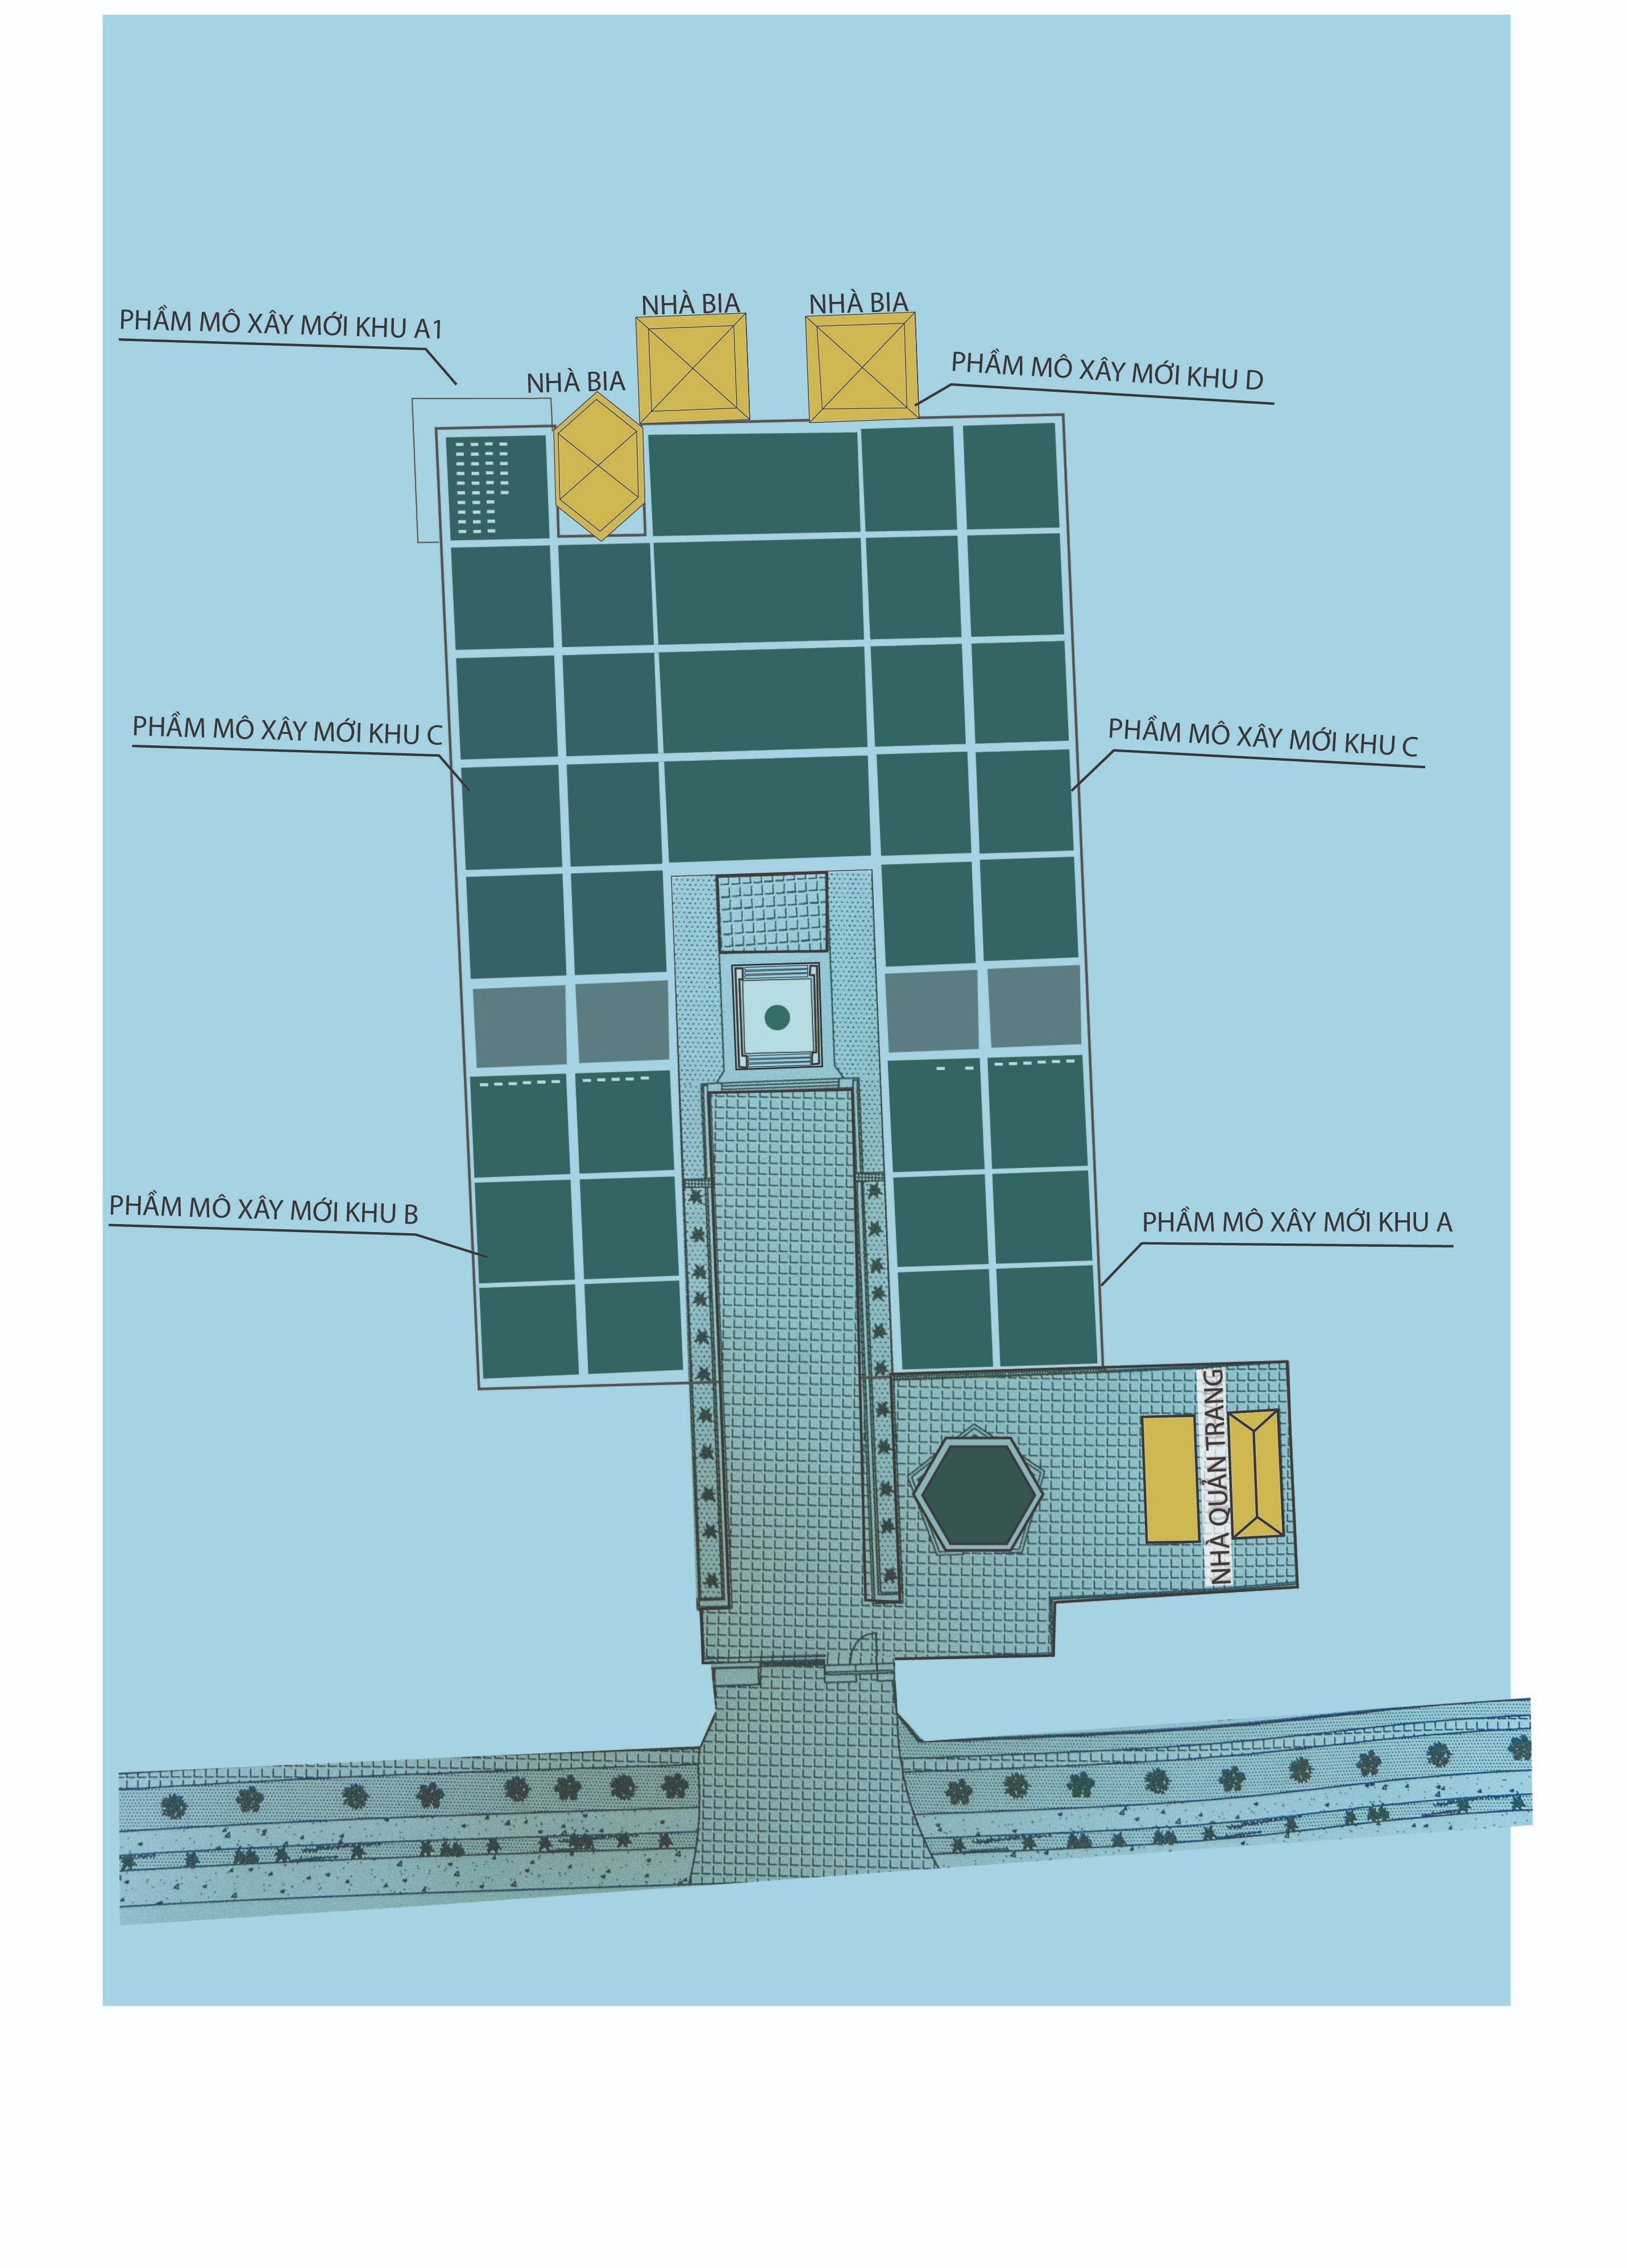 NHÀ BIA
NHÀ BIA
PHẦM MÔ XÂY MỚI KHU A1
PHẦM MÔ XÂY MỚI KHU D
NHÀ BIA
PHẦM MÔ XÂY MỚI KHU C
PHẦM MÔ XÂY MỚI KHU C
PHẦM MÔ XÂY MỚI KHU B
PHẦM MÔ XÂY MỚI KHU A
NHÀ QUẢN TRANG